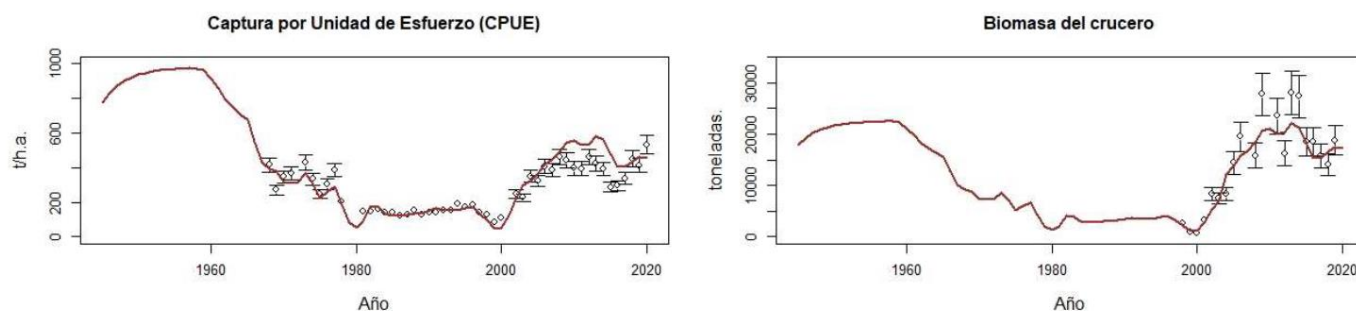 Captura por Unidad de Esfuerzo (CPUE)
t/h.a.
0
200
600
1000
1960
1980
2000
2020
Año
Biomasa del crucero
toneladas.
0
10000
20000
30000
1960
1980
2000
2020
Año